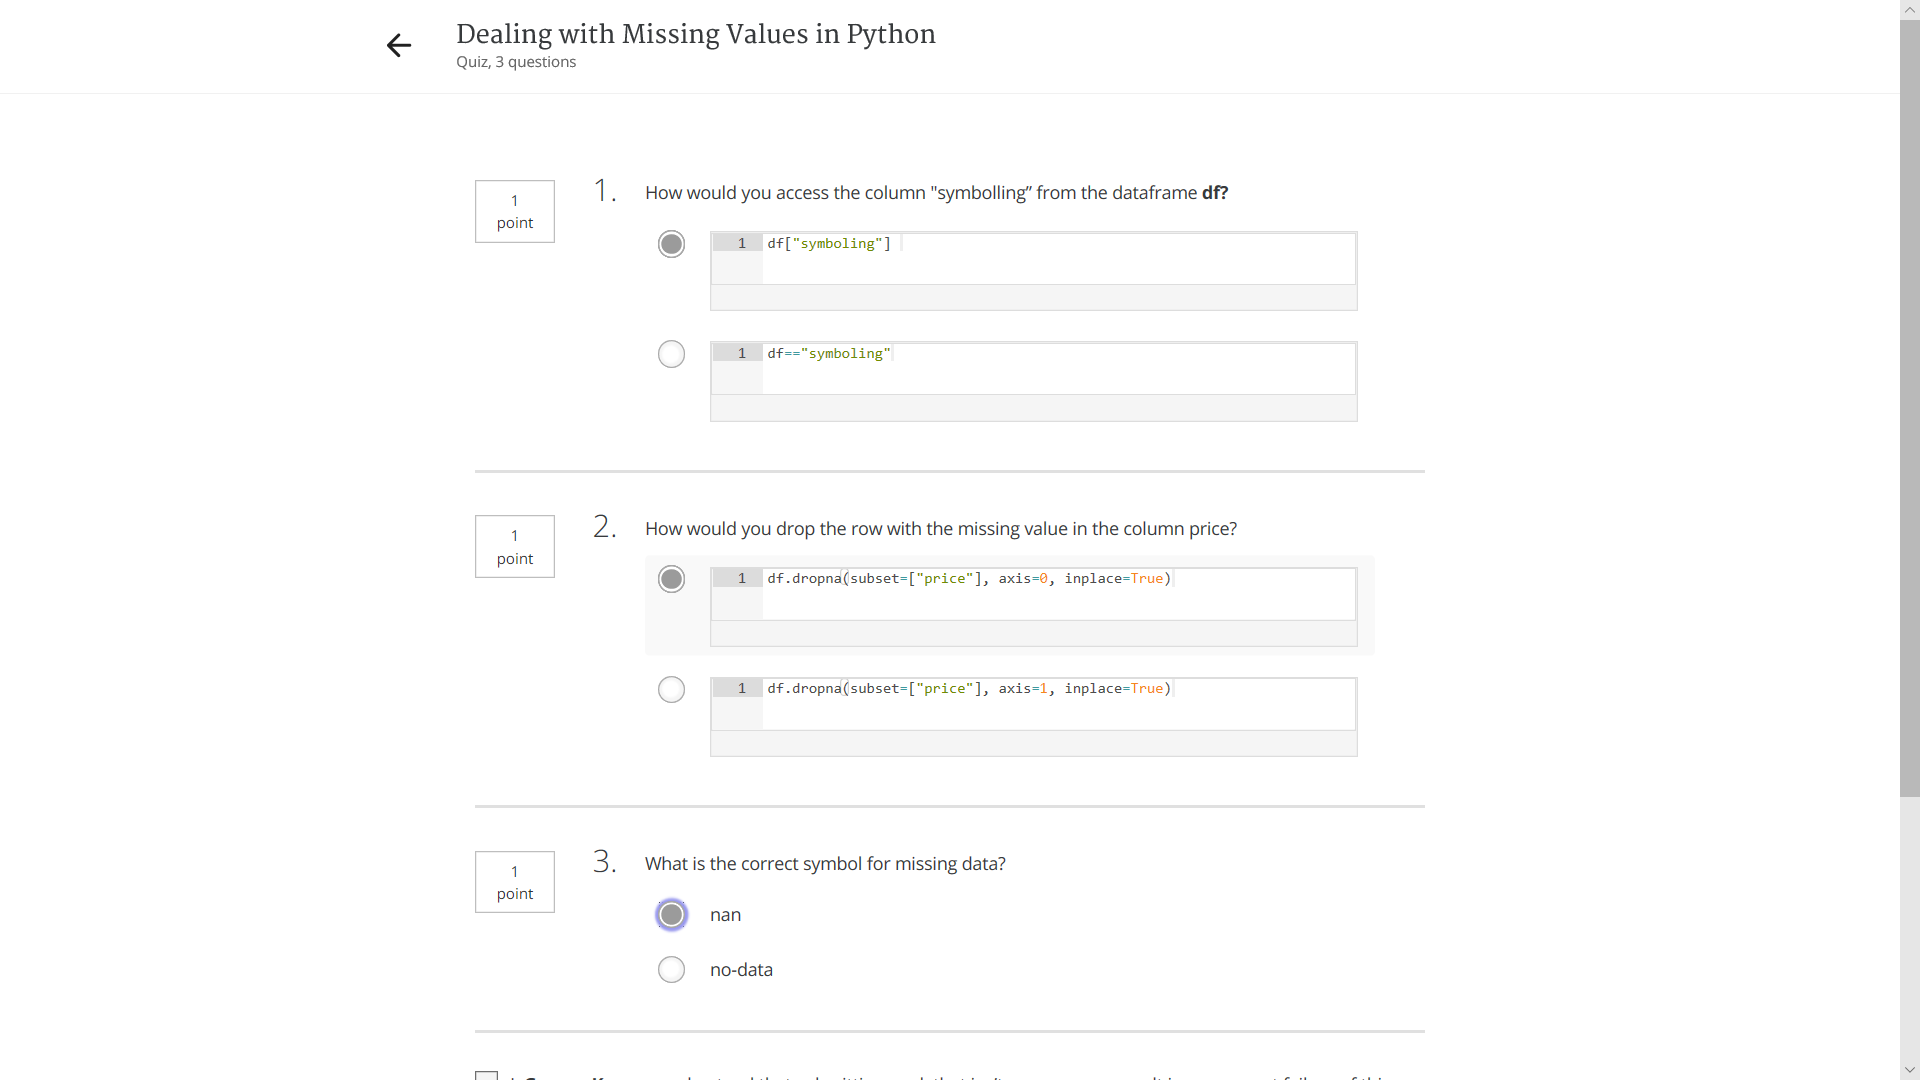 Dealing with Missing Values in Python
Quiz, 3 questions
1
point
1.
How would you access the column "symbolling” from the dataframe df?
1 df["symboling"]
1 df=="symboling"
1
point
2.
How would you drop the row with the missing value in the column price?
1 df.dropna(subset=["price"], axis=0, inplace=True)
1 df.dropna(subset=["price"], axis=1, inplace=True)
1
point
3.
What is the correct symbol for missing data?
nan
no-data